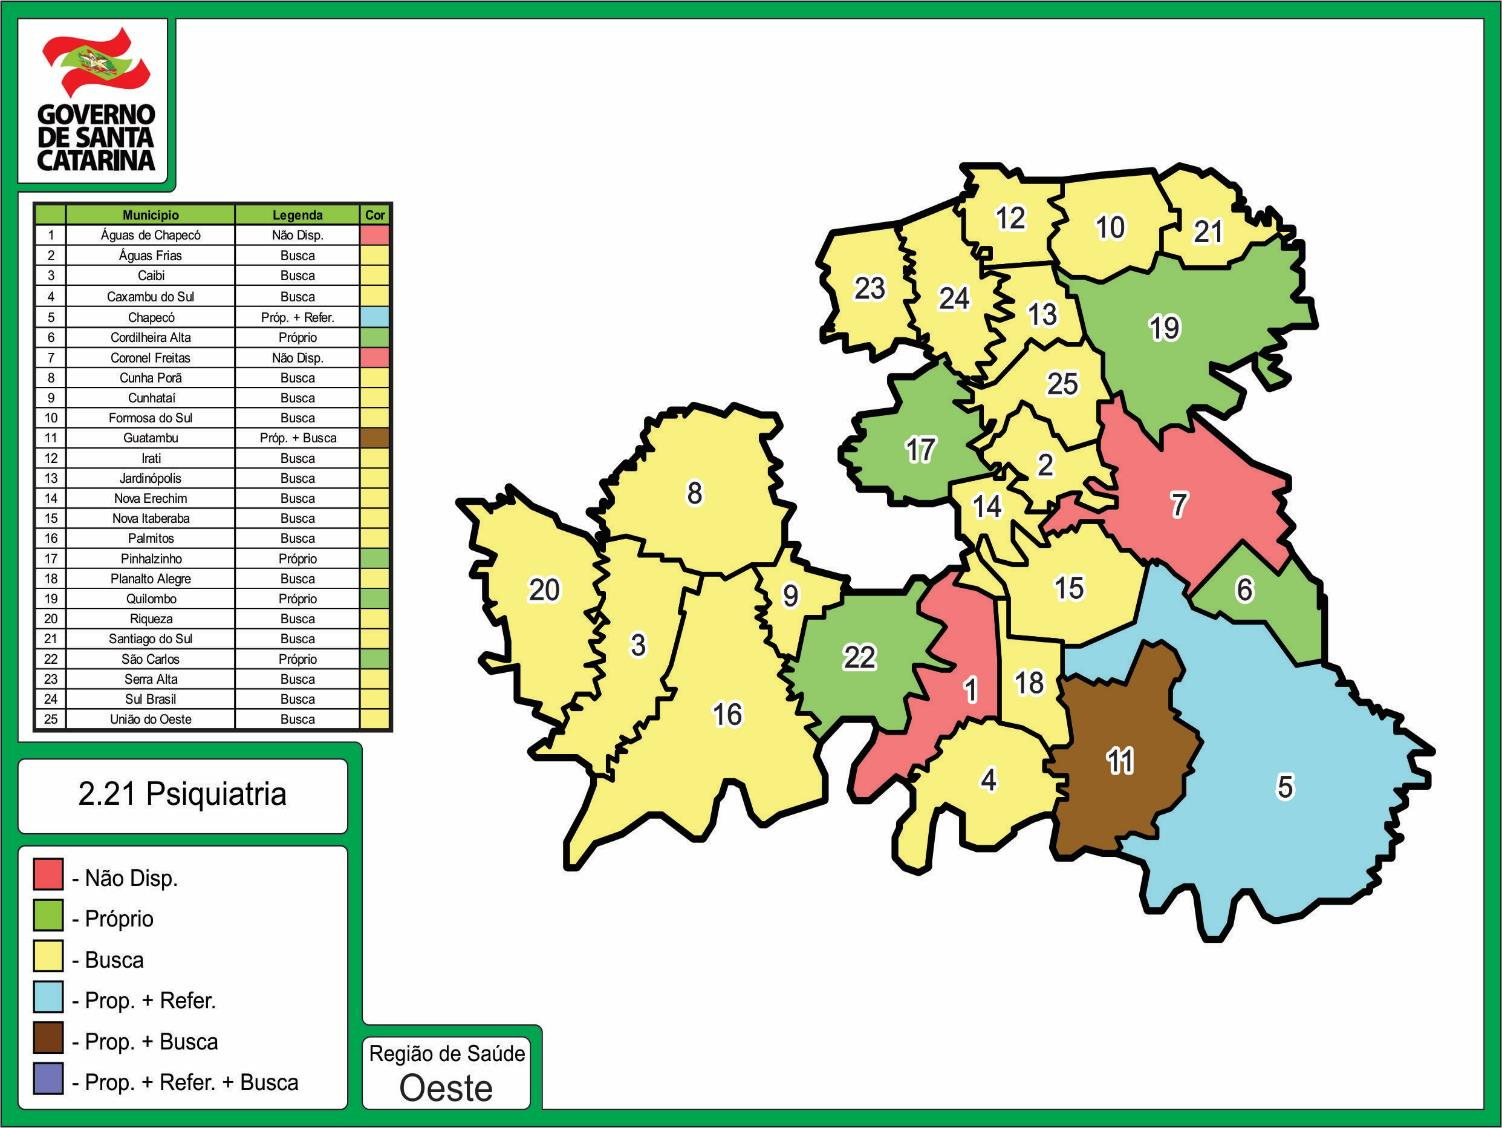 GOVERNO
DE SANTA
CATARINA
Município Legenda Cor
1 Águas de Chapecó Não Disp.
2 Águas Frias Busca
3 Caibi Busca
4 Caxambu do Sul Busca
5 Chapecó Próp. + Refer.
6 Cordilheira Alta Próprio
7 Coronel Freitas Não Disp.
8 Cunha Porã Busca
9 Cunhataí Busca
10 Formosa do Sul Busca
11 Guatambu Próp. + Busca
12 Irati Busca
13 Jardinópolis Busca
14 Nova Erechim Busca
15 Nova Itaberaba Busca
16 Palmitos Busca
17 Pinhalzinho Próprio
18 Planalto Alegre Busca
19 Quilombo Próprio
20 Riqueza Busca
21 Santiago do Sul Busca
22 São Carlos Próprio
23 Serra Alta Busca
24 Sul Brasil Busca
25 União do Oeste Busca
2.21 Psiquiatria
- Não Disp.
- Próprio
- Busca
- Prop. + Refer.
- Prop. + Busca
- Prop. + Refer. + Busca
Região de Saúde
Oeste
12
10
21
23
24
13
19
25
17
2
8
14
7
20
9
15
6
3
22
1
18
16
4
11
5